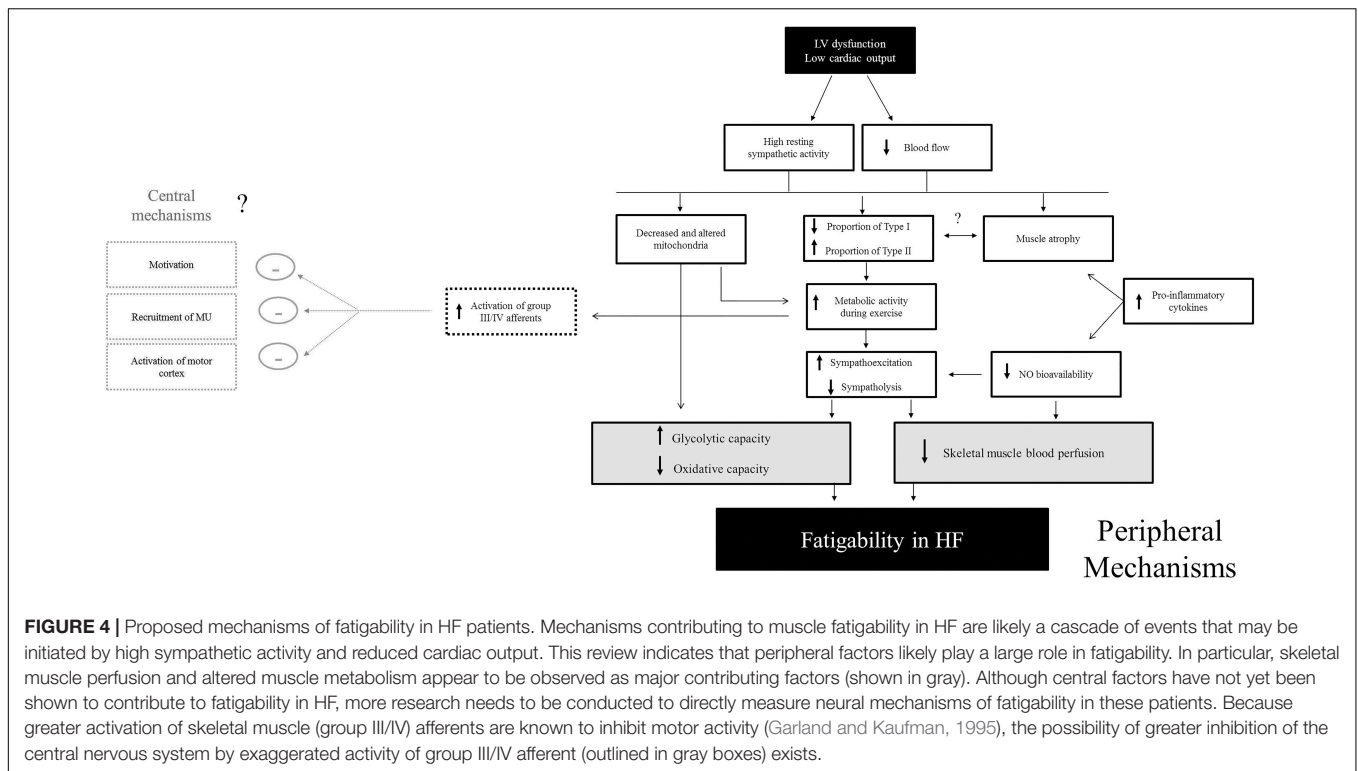 LV dysfunction
Low cardiac output
High resting
sympathetic activity
↓ Blood flow
Central
mechanisms ?
Motivation
Recruitment of MU
Activation of motor
cortex
–
–
–
↑ Activation of group
III/IV afferents
Decreased and altered
mitochondria
↓ Proportion of Type I
↑ Proportion of Type II
?
Muscle atrophy
↑ Metabolic activity
during exercise
↑ Pro-inflammatory
cytokines
↑ Sympathoexcitation
↓ Sympatholysis
↓ NO bioavailability
↑ Glycolytic capacity
↓ Oxidative capacity
↓ Skeletal muscle blood perfusion
Fatigability in HF
Peripheral
Mechanisms
FIGURE 4 | Proposed mechanisms of fatigability in HF patients. Mechanisms contributing to muscle fatigability in HF are likely a cascade of events that may be
initiated by high sympathetic activity and reduced cardiac output. This review indicates that peripheral factors likely play a large role in fatigability. In particular, skeletal
muscle perfusion and altered muscle metabolism appear to be observed as major contributing factors (shown in gray). Although central factors have not yet been
shown to contribute to fatigability in HF, more research needs to be conducted to directly measure neural mechanisms of fatigability in these patients. Because
greater activation of skeletal muscle (group III/IV) afferents are known to inhibit motor activity (Garland and Kaufman, 1995), the possibility of greater inhibition of the
central nervous system by exaggerated activity of group III/IV afferent (outlined in gray boxes) exists.